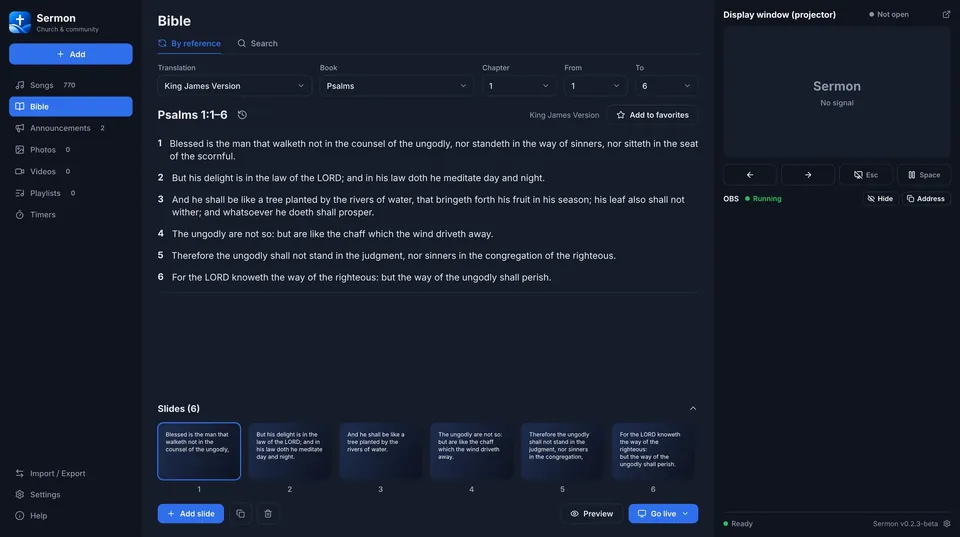 Sermon
Church & community
+ Add
Songs 770
Bible
Announcements 2
Photos 0
Videos 0
Playlists 0
Timers
Import / Export
Settings
Help
Bible
By reference
Search
Translation
Book
Chapter
From
To
King James Version
Psalms
1
1
6
Psalms 1:1–6
King James Version
Add to favorites
1 Blessed is the man that walketh not in the counsel of the ungodly, nor standeth in the way of sinners, nor sitteth in the seat
of the scornful.
2 But his delight is in the law of the LORD; and in his law doth he meditate day and night.
3 And he shall be like a tree planted by the rivers of water, that bringeth forth his fruit in his season; his leaf also shall not
wither; and whatsoever he doeth shall prosper.
4 The ungodly are not so: but are like the chaff which the wind driveth away.
5 Therefore the ungodly shall not stand in the judgment, nor sinners in the congregation of the righteous.
6 For the LORD knoweth the way of the righteous: but the way of the ungodly shall perish.
Slides (6)
Blessed is the man that
walketh not in the
counsel of the ungodly,
1
But his delight is in the
law of the LORD; and in
his law doth he meditate
day and night.
2
And he shall be like a
tree planted by the
rivers of water.
3
The ungodly are not so:
but are like the chaff
which the wind driveth
away.
4
Therefore the ungodly
shall not stand in the
judgment, nor sinners
in the congregation,
5
For the LORD knoweth
the way of the
righteous:
but the way of the
ungodly shall perish.
6
+ Add slide
Preview
Go live
Display window (projector)
Not open
Sermon
No signal
Esc
Space
OBS
Running
Hide
Address
Ready
Sermon v0.2.3-beta